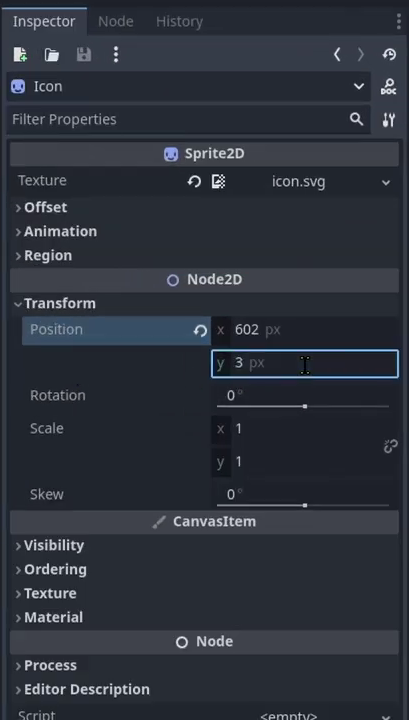 Inspector Node History
DOC
Icon
Filter Properties
Sprite2D
Texture icon.svg
Offset
Animation
Region
Node2D
Transform
Position x 602 px
y 3 px
Rotation 0°
Scale x 1
y 1
Skew 0°
CanvasItem
Visibility
Ordering
Texture
Material
Node
Process
Editor Description
Script <empty>